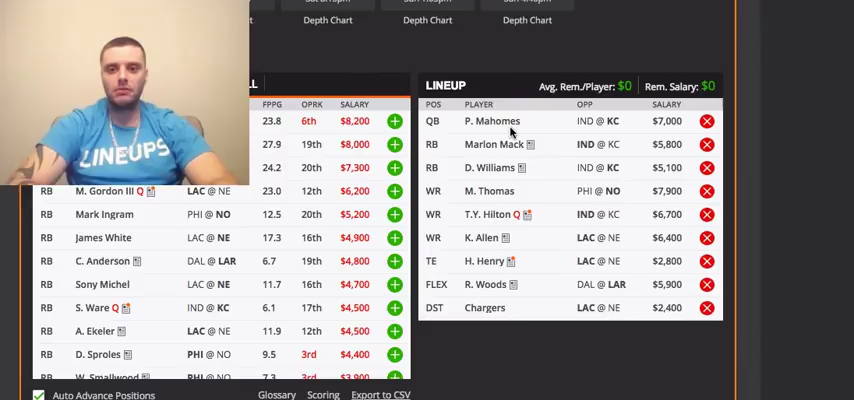 Depth Chart
Depth Chart
Depth Chart
LINEUP Avg. Rem./Player: $0 Rem. Salary: $0
FPPG OPRK SALARY
POS PLAYER OPP SALARY
23.8 6th $8,200
27.9 19th $8,000
24.2 20th $7,300
RB M. Gordon III Q LAC @ NE 23.0 12th $6,200
RB Mark Ingram PHI @ NO 12.5 20th $5,200
RB James White LAC @ NE 17.3 16th $4,900
RB C. Anderson DAL @ LAR 6.7 19th $4,800
RB Sony Michel LAC @ NE 11.7 16th $4,700
RB S. Ware Q IND @ KC 6.1 17th $4,500
RB A. Ekeler LAC @ NE 11.9 12th $4,500
RB D. Sproles PHI @ NO 9.5 3rd $4,400
RB W. Smallwood PHI @ NO 7.3 3rd $3,900
QB P. Mahomes IND @ KC $7,000
RB Marlon Mack IND @ KC $5,800
RB D. Williams IND @ KC $5,100
WR M. Thomas PHI @ NO $7,900
WR T.Y. Hilton Q IND @ KC $6,700
WR K. Allen LAC @ NE $6,400
TE H. Henry LAC @ NE $2,800
FLEX R. Woods DAL @ LAR $5,900
DST Chargers LAC @ NE $2,400
Auto Advance Positions Glossary Scoring Export to CSV
LINEUPS